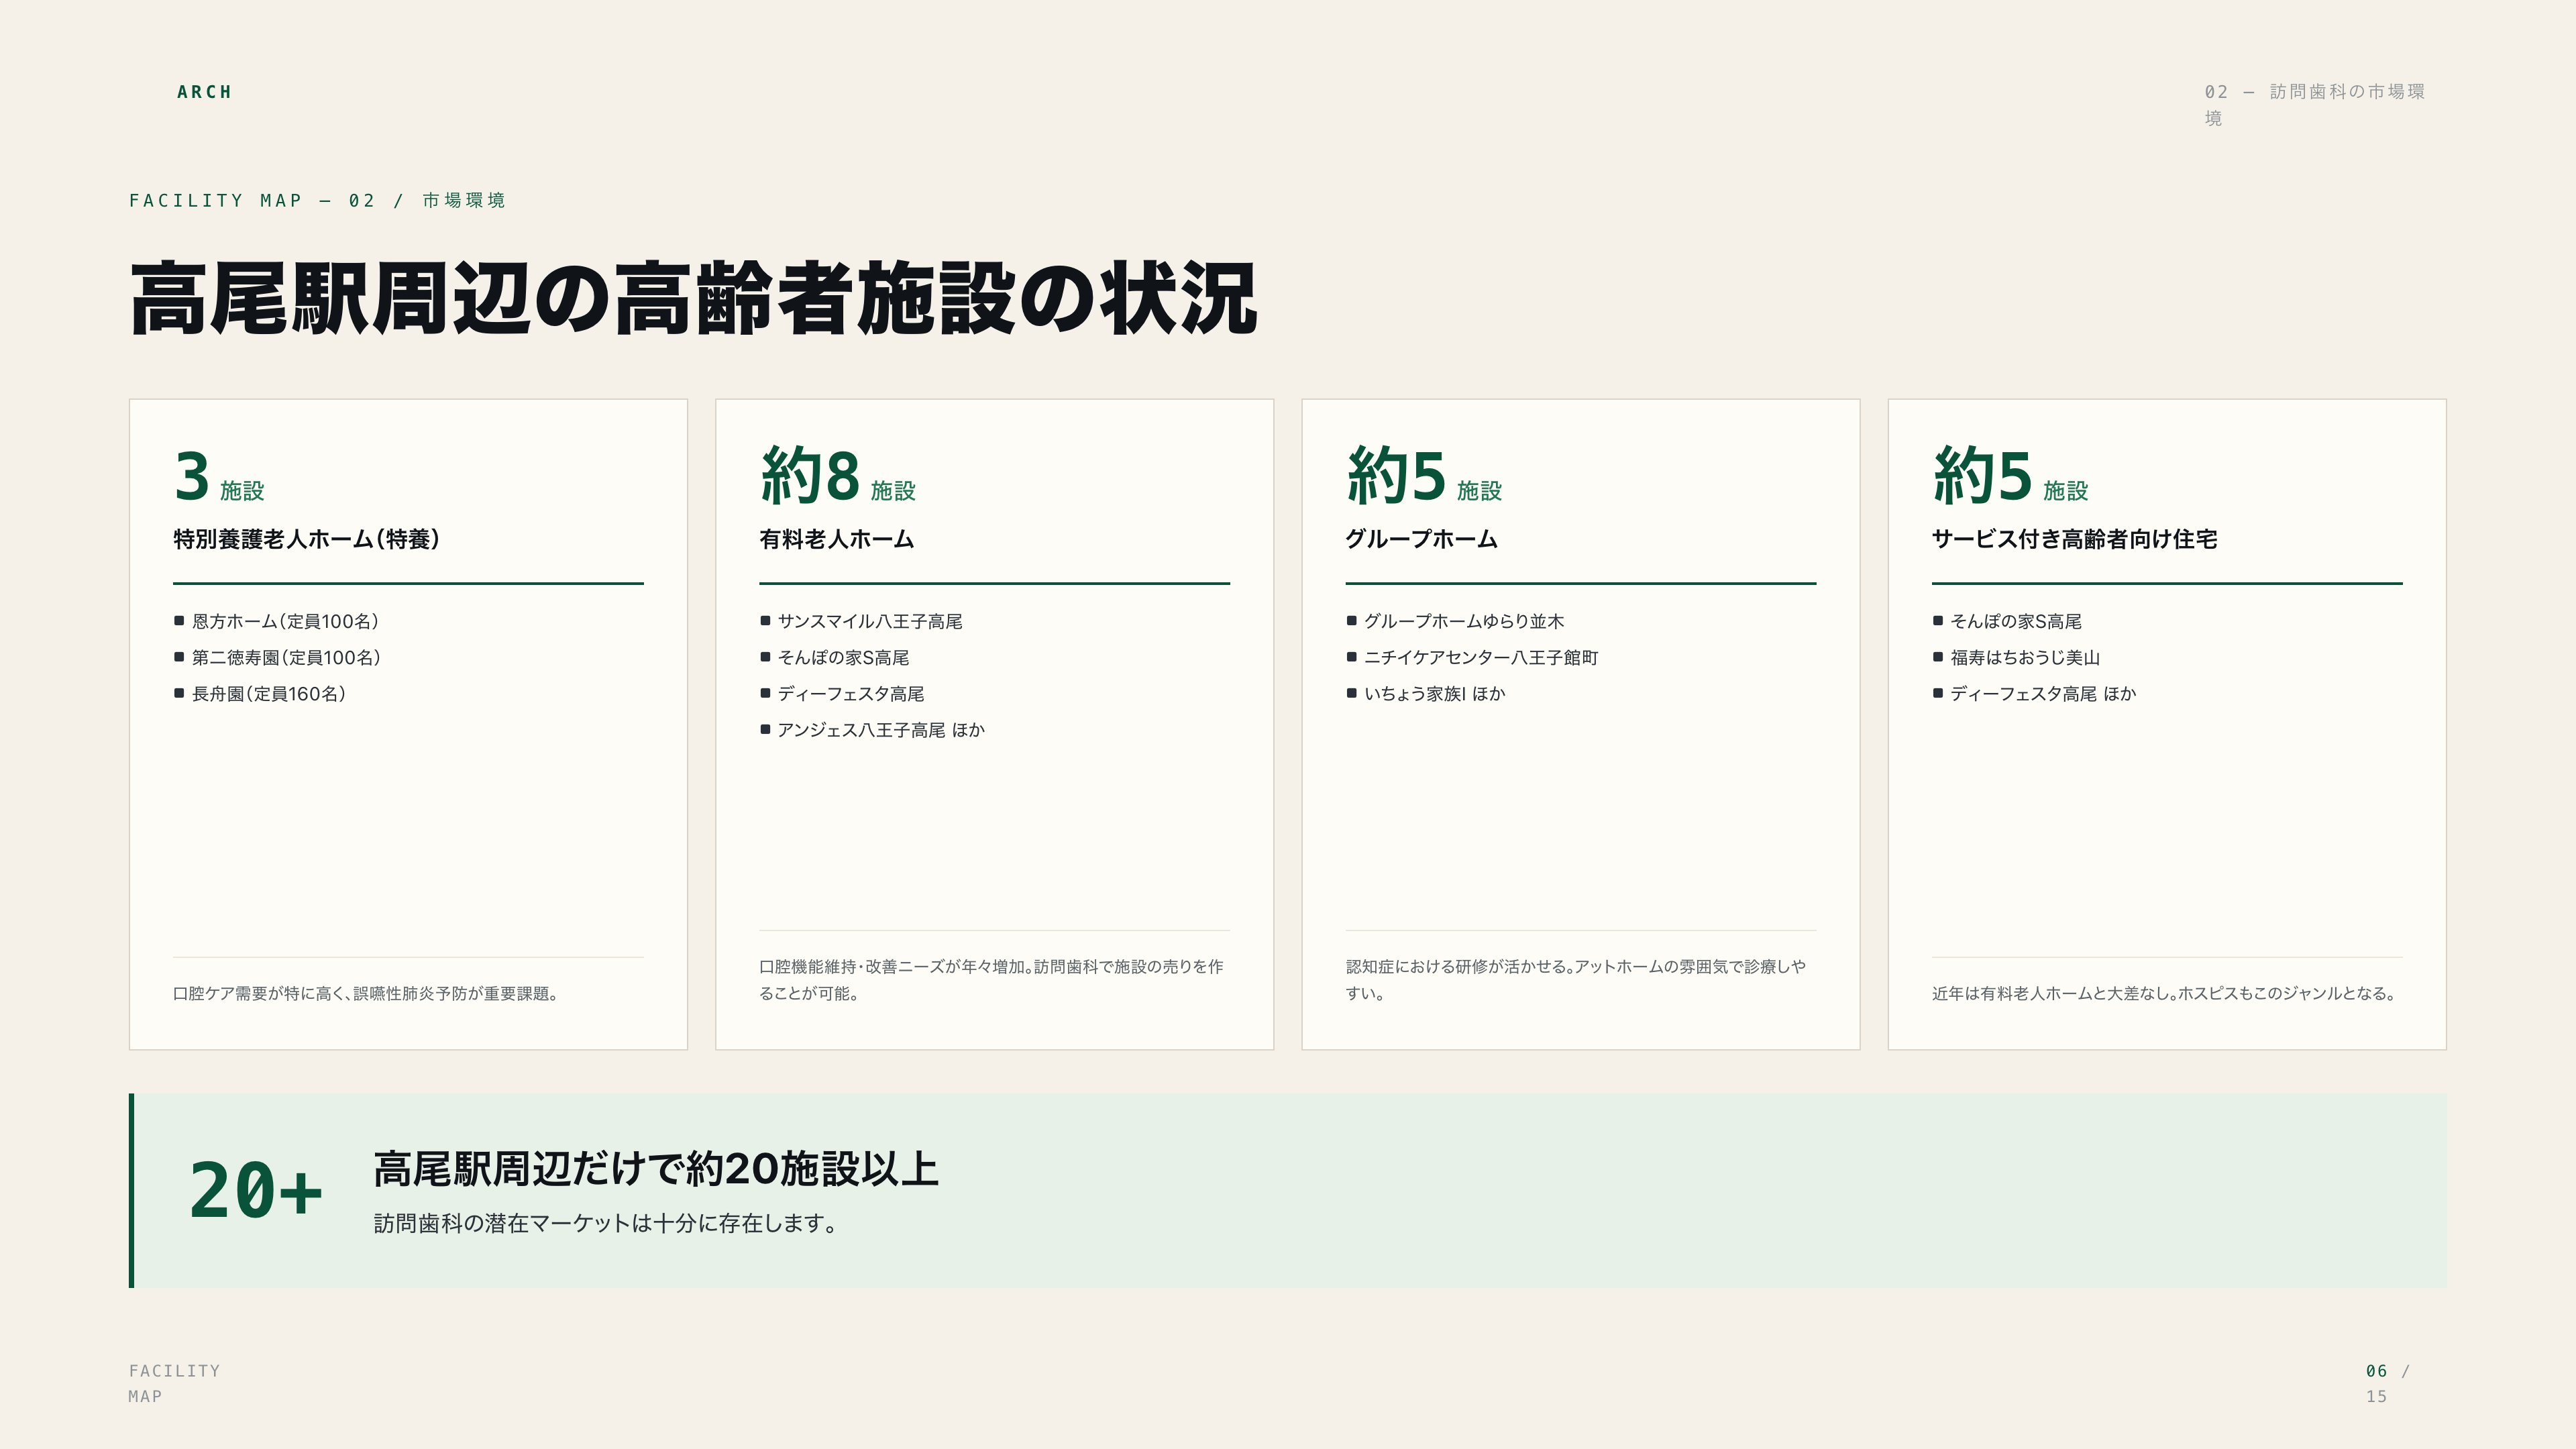 ARCH
02 — 訪問歯科の市場環
境
FACILITY MAP — 02 / 市場環境
高尾駅周辺の高齢者施設の状況
3 施設
特別養護老人ホーム(特養)
■ 恩方ホーム(定員100名)
■ 第二徳寿園(定員100名)
■ 長舟園(定員160名)
口腔ケア需要が特に高く、誤嚥性肺炎予防が重要課題。
約8 施設
有料老人ホーム
■ サンスマイル八王子高尾
■ そんぽの家S高尾
■ ディーフェスタ高尾
■ アンジェス八王子高尾 ほか
口腔機能維持・改善ニーズが年々増加。訪問歯科で施設の売りを作
ることが可能。
約5 施設
グループホーム
■ グループホームゆらり並木
■ ニチイケアセンター八王子館町
■ いちょう家族I ほか
認知症における研修が活かせる。アットホームの雰囲気で診療しや
すい。
約5 施設
サービス付き高齢者向け住宅
■ そんぽの家S高尾
■ 福寿はちおうじ美山
■ ディーフェスタ高尾 ほか
近年は有料老人ホームと大差なし。ホスピスもこのジャンルとなる。
20+
高尾駅周辺だけで約20施設以上
訪問歯科の潜在マーケットは十分に存在します。
FACILITY
MAP
06 /
15